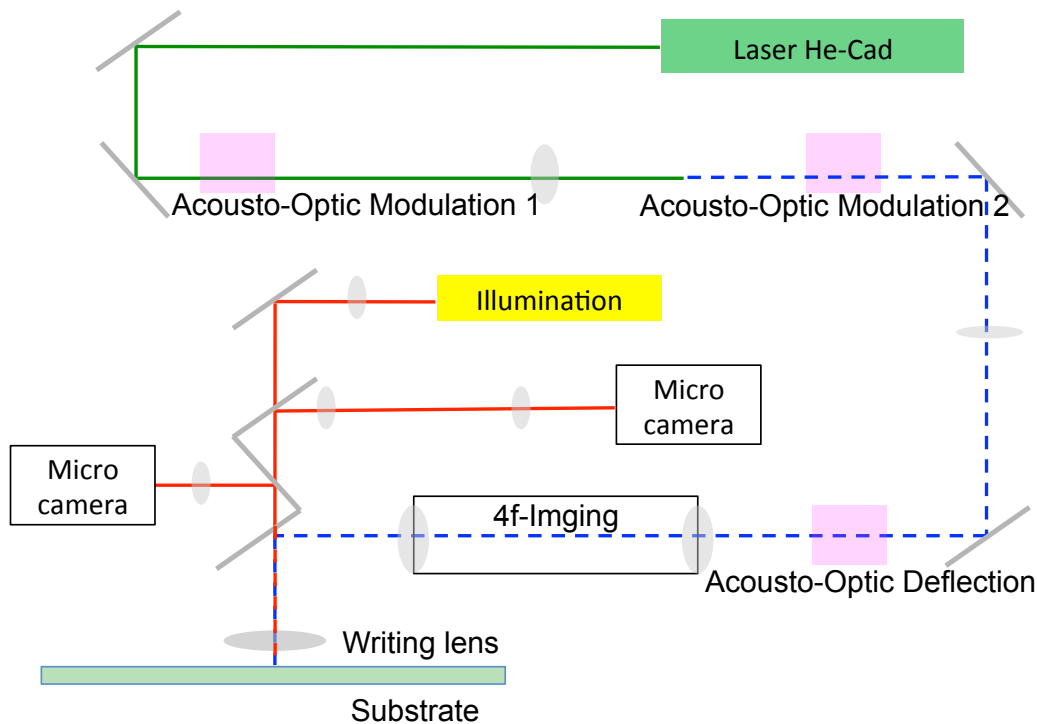 Laser He-Cad
Acousto-Optic Modulation 1
Acousto-Optic Modulation 2
Illumination
Micro
camera
Micro
camera
4f-Imging
Acousto-Optic Deflection
Writing lens
Substrate